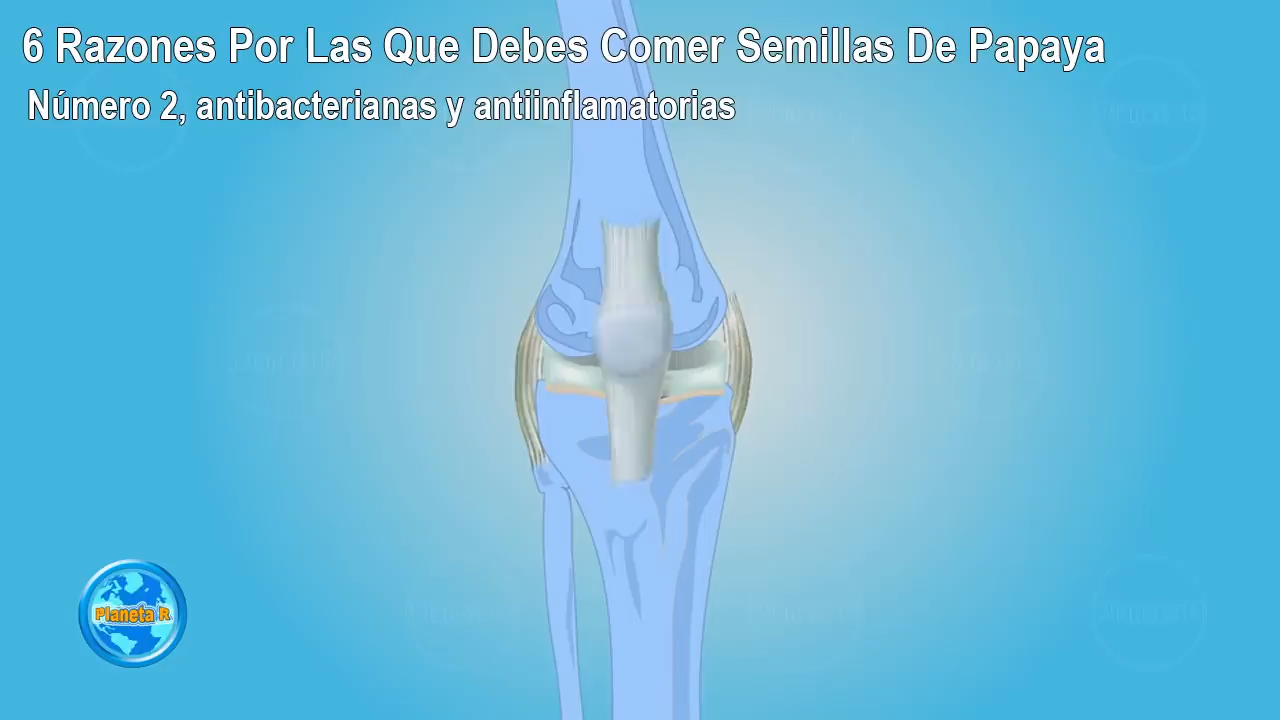 6 Razones Por Las Que Debes Comer Semillas De Papaya
Número 2, antibacterianas y antiinflamatorias
Planeta R